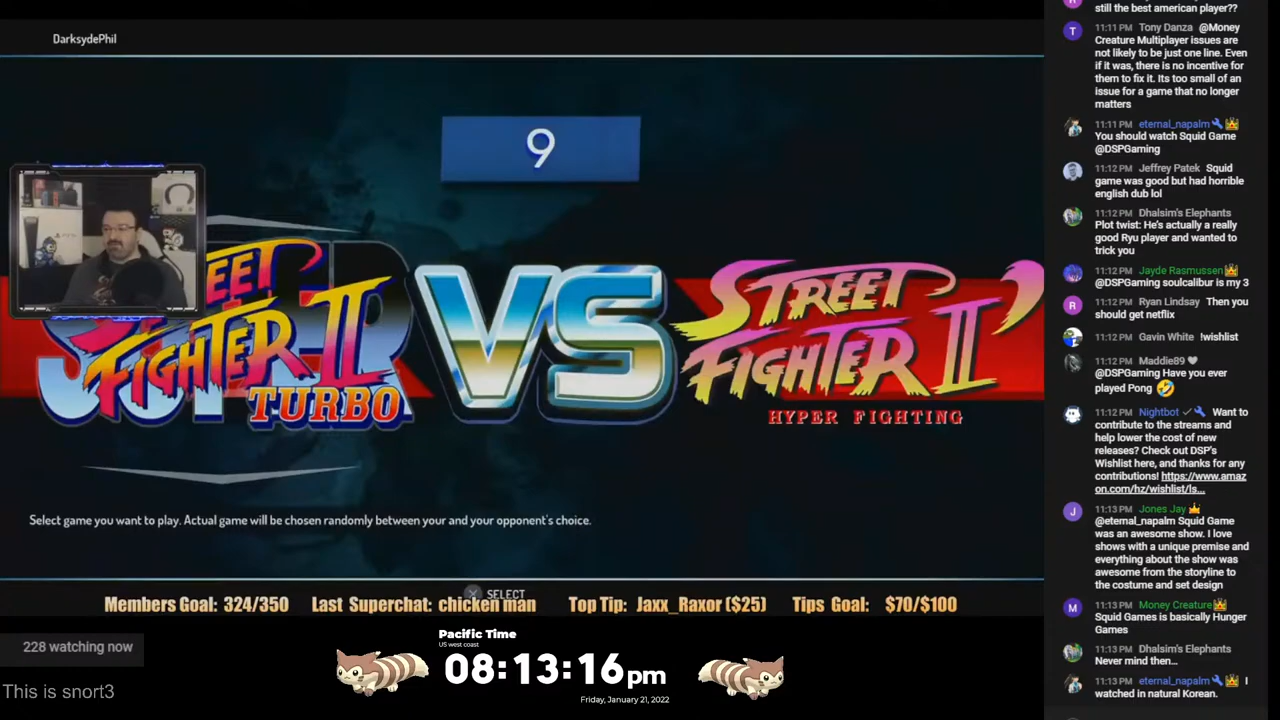 DarksydePhil
9
STREET
FIGHTER II
TURBO
VS
STREET
FIGHTER II'
HYPER FIGHTING
Select game you want to play. Actual game will be chosen randomly between your and your opponent's choice.
SELECT
Members Goal: 324/350 Last Superchat: chicken man Top Tip: Jaxx_Raxor ($25) Tips Goal: $70/$100
228 watching now
This is snort3
Pacific Time
US west coast
08:13:16pm
Friday, January 21, 2022
still the best american player??
T 11:11 PM Tony Danza @Money
Creature Multiplayer issues are
not likely to be just one line. Even
if it was, there is no incentive for
them to fix it. Its too small of an
issue for a game that no longer
matters
11:11 PM eternal_napalm
You should watch Squid Game
@DSPGaming
11:12 PM Jeffrey Patek Squid
game was good but had horrible
english dub lol
11:12 PM Dhalsim's Elephants
Plot twist: He's actually a really
good Ryu player and wanted to
trick you
11:12 PM Jayde Rasmussen
@DSPGaming soulcalibur is my 3
R 11:12 PM Ryan Lindsay Then you
should get netflix
11:12 PM Gavin White !wishlist
11:12 PM Maddie89
@DSPGaming Have you ever
played Pong 🤣
11:12 PM Nightbot Want to
contribute to the streams and
help lower the cost of new
releases? Check out DSP's
Wishlist here, and thanks for any
contributions! https://www.amaz
on.com/hz/wishlist/ls...
J 11:13 PM Jones Jay
@eternal_napalm Squid Game
was an awesome show. I love
shows with a unique premise and
everything about the show was
awesome from the storyline to
the costume and set design
M 11:13 PM Money Creature
Squid Games is basically Hunger
Games
11:13 PM Dhalsim's Elephants
Never mind then...
11:13 PM eternal_napalm I
watched in natural Korean.